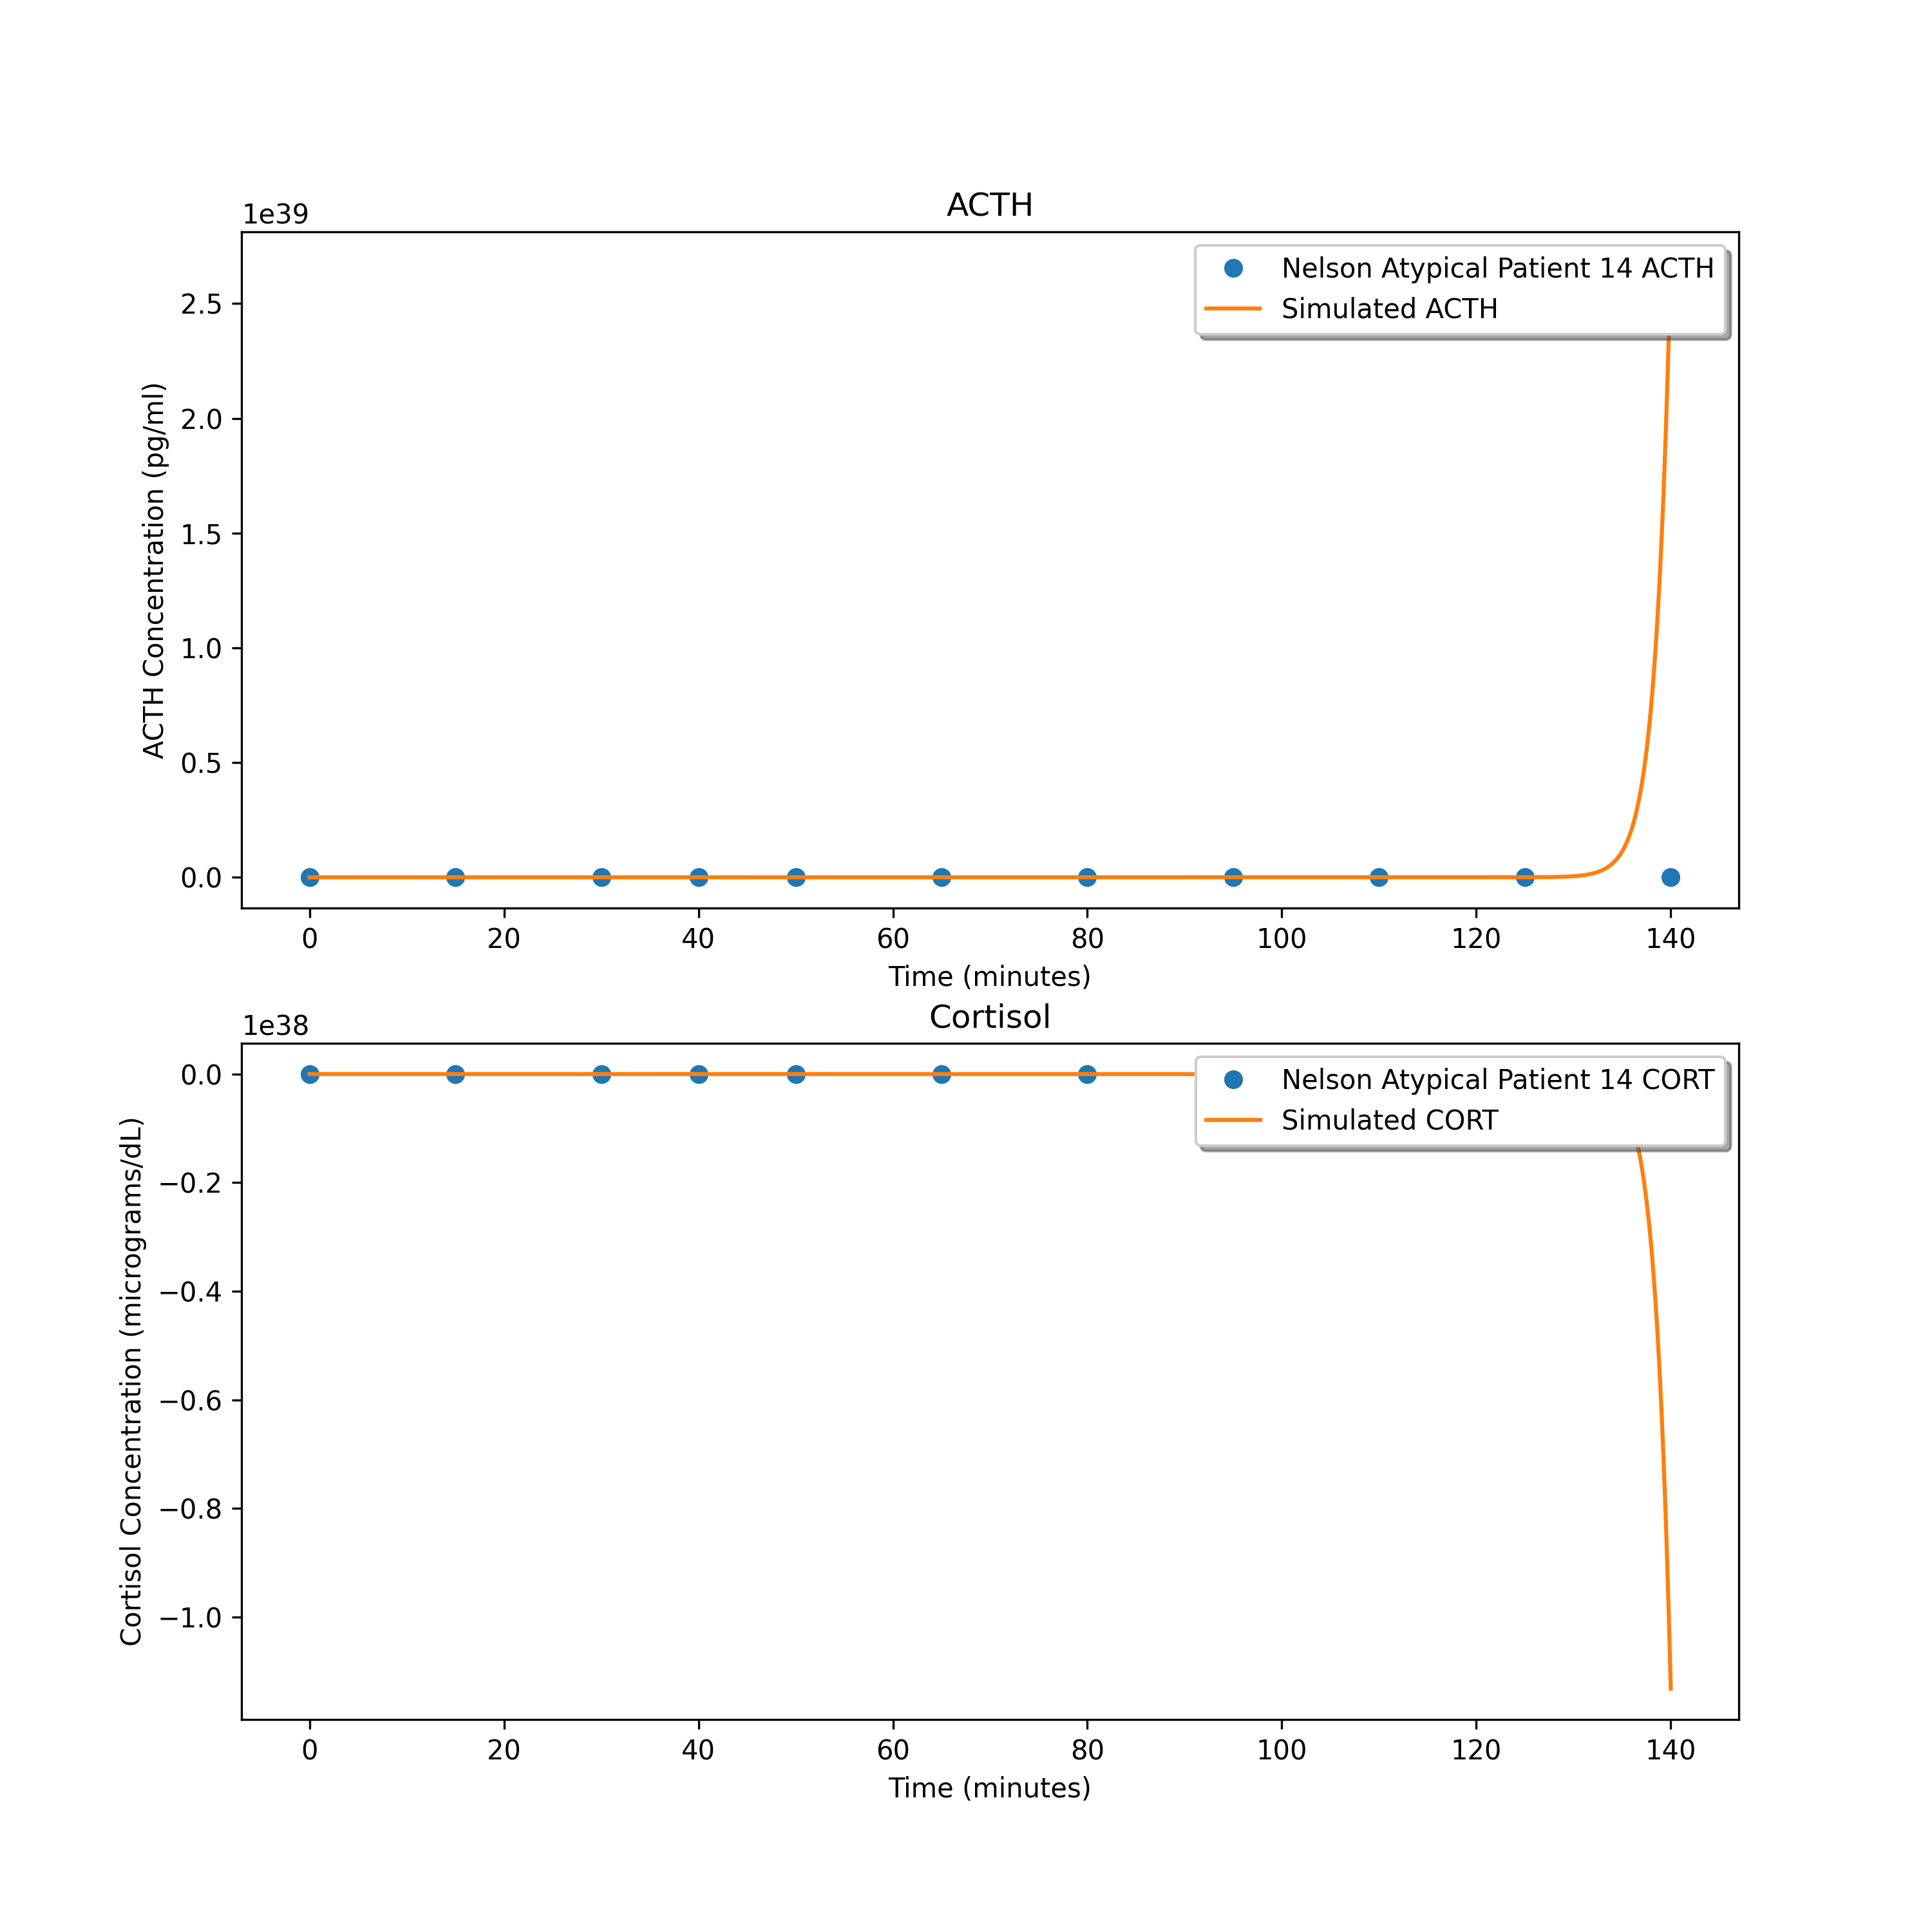 ACTH
1e39
Nelson Atypical Patient 14 ACTH
Simulated ACTH
ACTH Concentration (pg/ml)
2.5
2.0
1.5
1.0
0.5
0.0
0 20 40 60 80 100 120 140
Time (minutes)
Cortisol
1e38
Nelson Atypical Patient 14 CORT
Simulated CORT
Cortisol Concentration (micrograms/dL)
0.0
−0.2
−0.4
−0.6
−0.8
−1.0
0 20 40 60 80 100 120 140
Time (minutes)